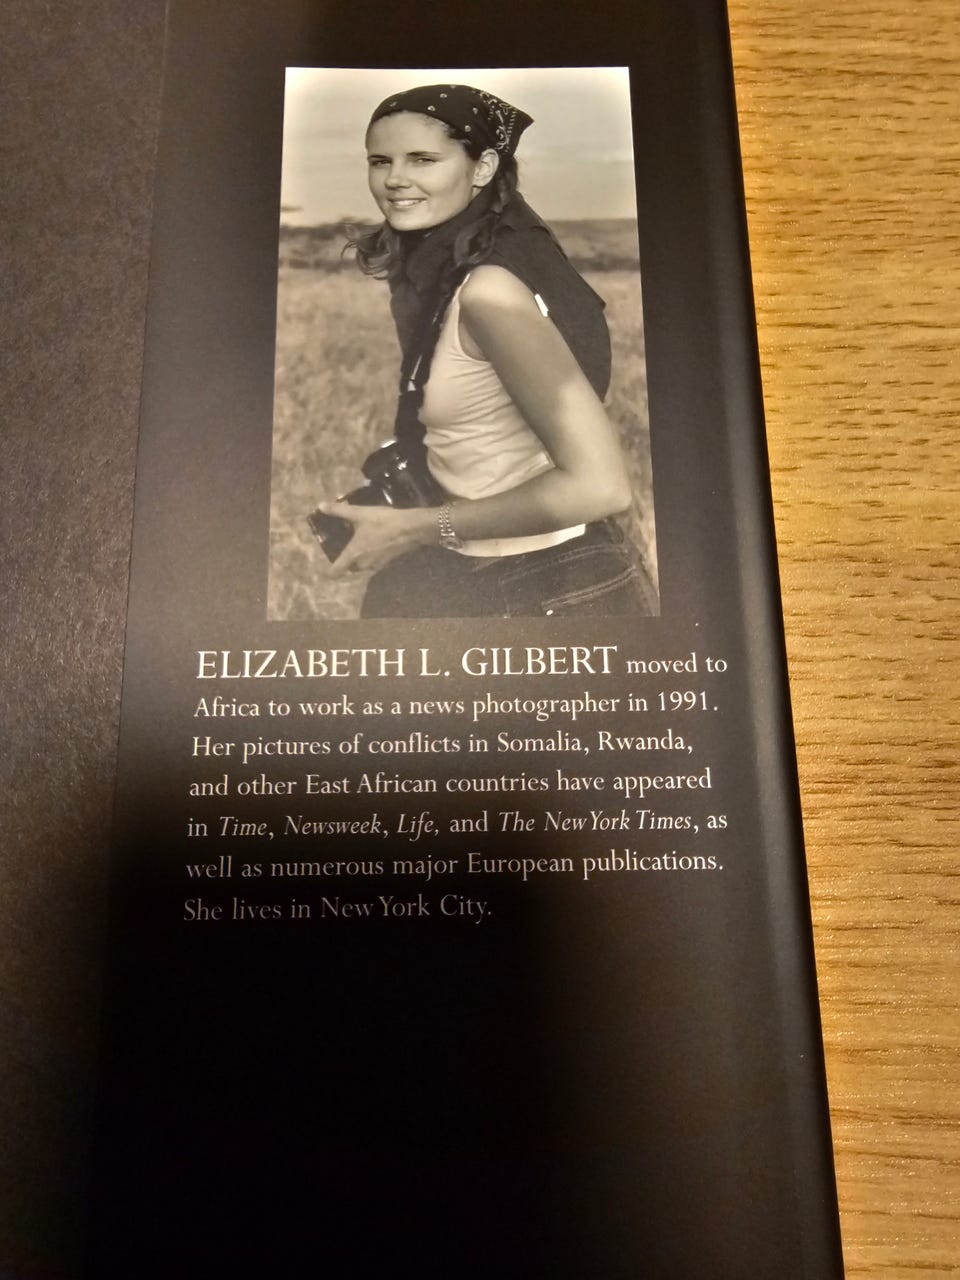 ELIZABETH L. GILBERT moved to
Africa to work as a news photographer in 1991.
Her pictures of conflicts in Somalia, Rwanda,
and other East African countries have appeared
in Time, Newsweek, Life, and The New York Times, as
well as numerous major European publications.
She lives in New York City.